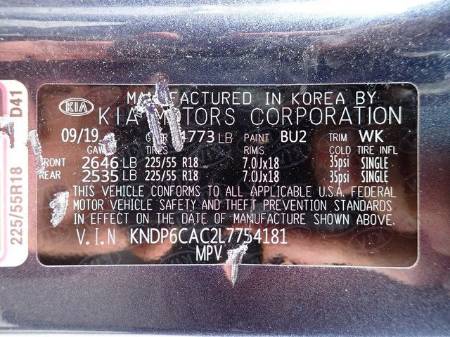 MANUFACTURED IN KOREA BY
KIA KIA MOTORS CORPORATION
09/19 4773 LB PAINT BU2 TRIM WK
TIRES RIMS COLD TIRE INFL
FRONT 2646 LB 225/55 R18 7.0Jx18 35psi SINGLE
REAR 2535 LB 225/55 R18 7.0Jx18 35psi SINGLE
THIS VEHICLE CONFORMS TO ALL APPLICABLE U.S.A. FEDERAL
MOTOR VEHICLE SAFETY AND THEFT PREVENTION STANDARDS
IN EFFECT ON THE DATE OF MANUFACTURE SHOWN ABOVE.
V.I.N KNDP6CAC2L7754181
MPV
225/55R18 D41